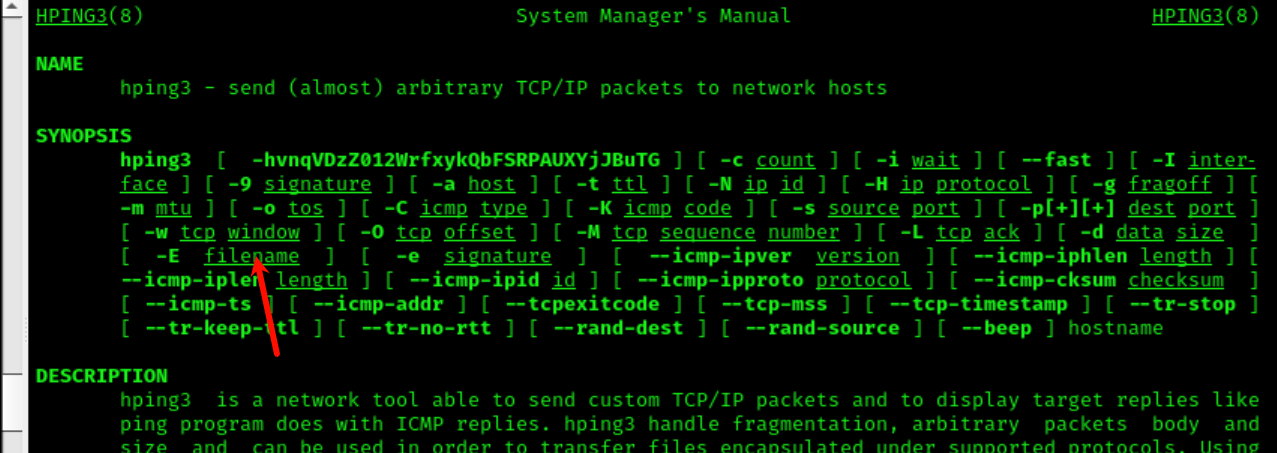 HPING3(8) System Manager's Manual HPING3(8)
NAME
hping3 - send (almost) arbitrary TCP/IP packets to network hosts
SYNOPSIS
hping3 [ -hvnqVDzZ012WrfxykQbFSRPAUXYjJBuTG ] [ -c count ] [ -i wait ] [ --fast ] [ -I inter-
face ] [ -9 signature ] [ -a host ] [ -t ttl ] [ -N ip id ] [ -H ip protocol ] [ -g fragoff ] [
-m mtu ] [ -o tos ] [ -C icmp type ] [ -K icmp code ] [ -s source port ] [ -p[+][+] dest port ]
[ -w tcp window ] [ -O tcp offset ] [ -M tcp sequence number ] [ -L tcp ack ] [ -d data size ]
[ -E filename ] [ -e signature ] [ --icmp-ipver version ] [ --icmp-iphlen length ] [
--icmp-iplen length ] [ --icmp-ipid id ] [ --icmp-ipproto protocol ] [ --icmp-cksum checksum ]
[ --icmp-ts ] [ --icmp-addr ] [ --tcpexitcode ] [ --tcp-mss ] [ --tcp-timestamp ] [ --tr-stop ]
[ --tr-keep-ttl ] [ --tr-no-rtt ] [ --rand-dest ] [ --rand-source ] [ --beep ] hostname
DESCRIPTION
hping3 is a network tool able to send custom TCP/IP packets and to display target replies like
ping program does with ICMP replies. hping3 handle fragmentation, arbitrary packets body and
size and can be used in order to transfer files encapsulated under supported protocols. Using